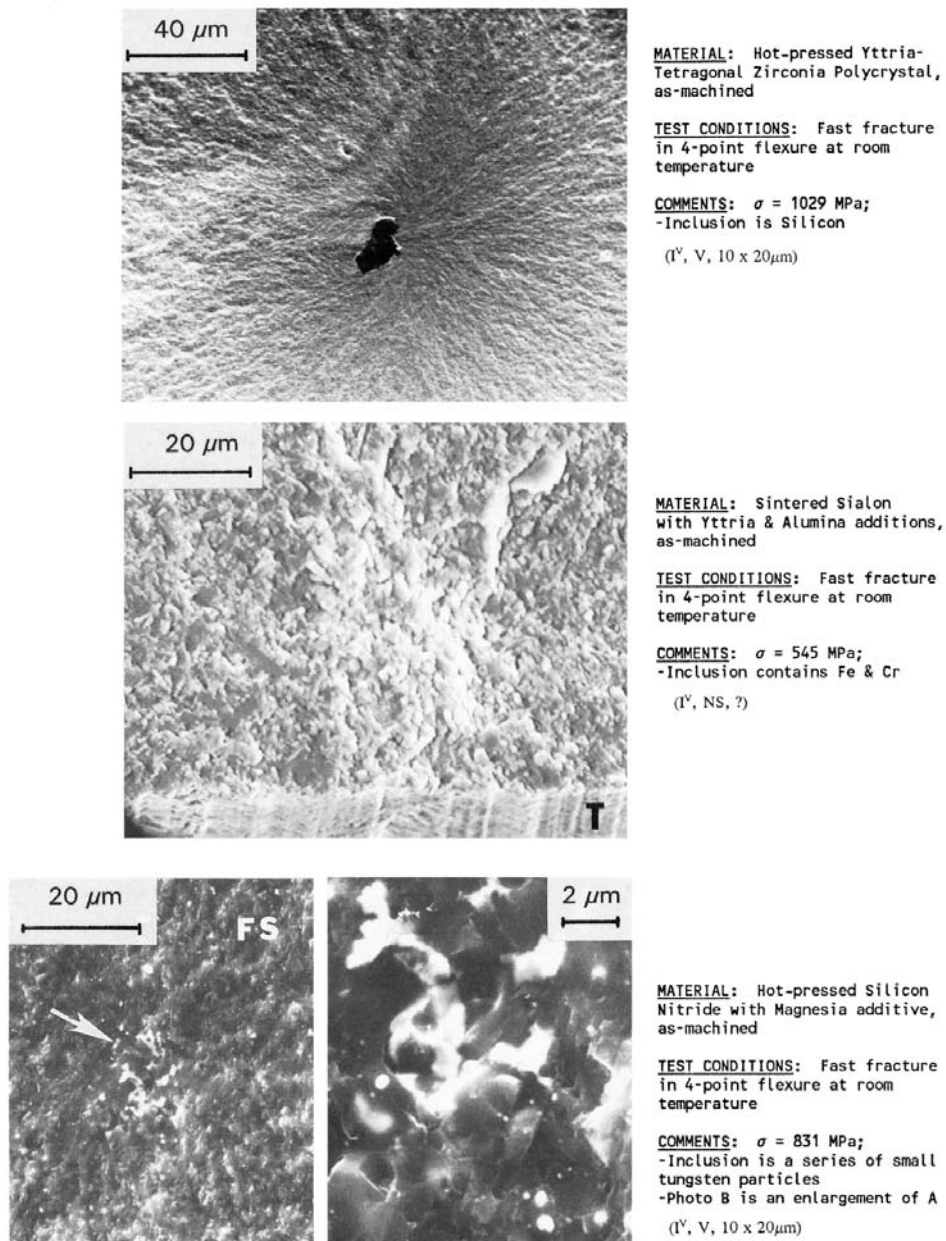 40 μm
MATERIAL: Hot-pressed Yttria-
Tetragonal Zirconia Polycrystal,
as-machined
TEST CONDITIONS: Fast fracture
in 4-point flexure at room
temperature
COMMENTS: σ = 1029 MPa;
-Inclusion is Silicon
(Iⱽ, V, 10 x 20μm)
20 μm
T
MATERIAL: Sintered Sialon
with Yttria & Alumina additions,
as-machined
TEST CONDITIONS: Fast fracture
in 4-point flexure at room
temperature
COMMENTS: σ = 545 MPa;
-Inclusion contains Fe & Cr
(Iⱽ, NS, ?)
20 μm
FS
2 μm
MATERIAL: Hot-pressed Silicon
Nitride with Magnesia additive,
as-machined
TEST CONDITIONS: Fast fracture
in 4-point flexure at room
temperature
COMMENTS: σ = 831 MPa;
-Inclusion is a series of small
tungsten particles
-Photo B is an enlargement of A
(Iⱽ, V, 10 x 20μm)